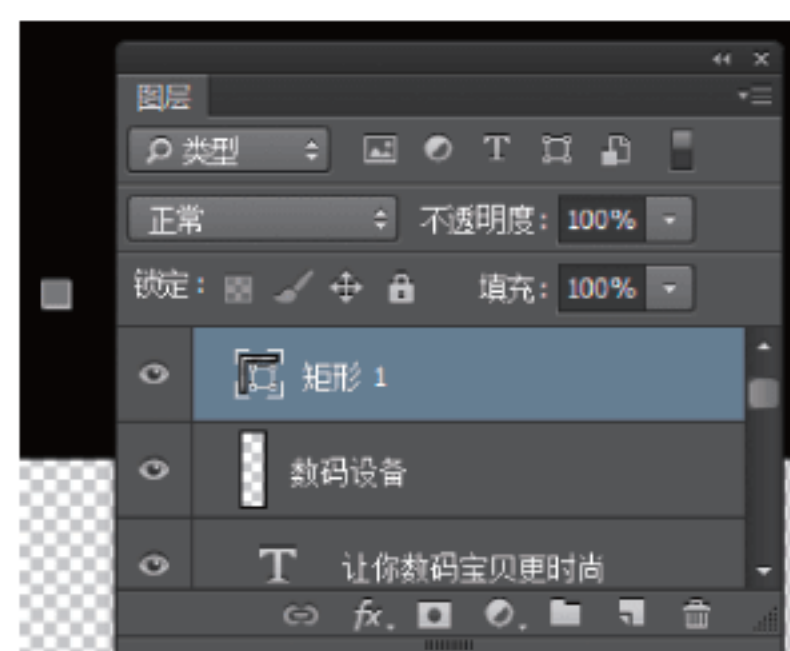 图层
类型
正常 不透明度: 100%
锁定: 填充: 100%
矩形 1
数码设备
T 让你数码宝贝更时尚
fx.